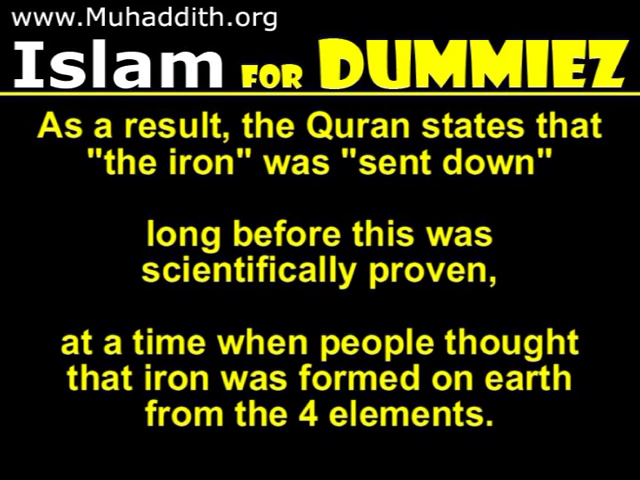 www.Muhaddith.org
Islam FOR DUMMIEZ
As a result, the Quran states that
"the iron" was "sent down"
long before this was
scientifically proven,
at a time when people thought
that iron was formed on earth
from the 4 elements.